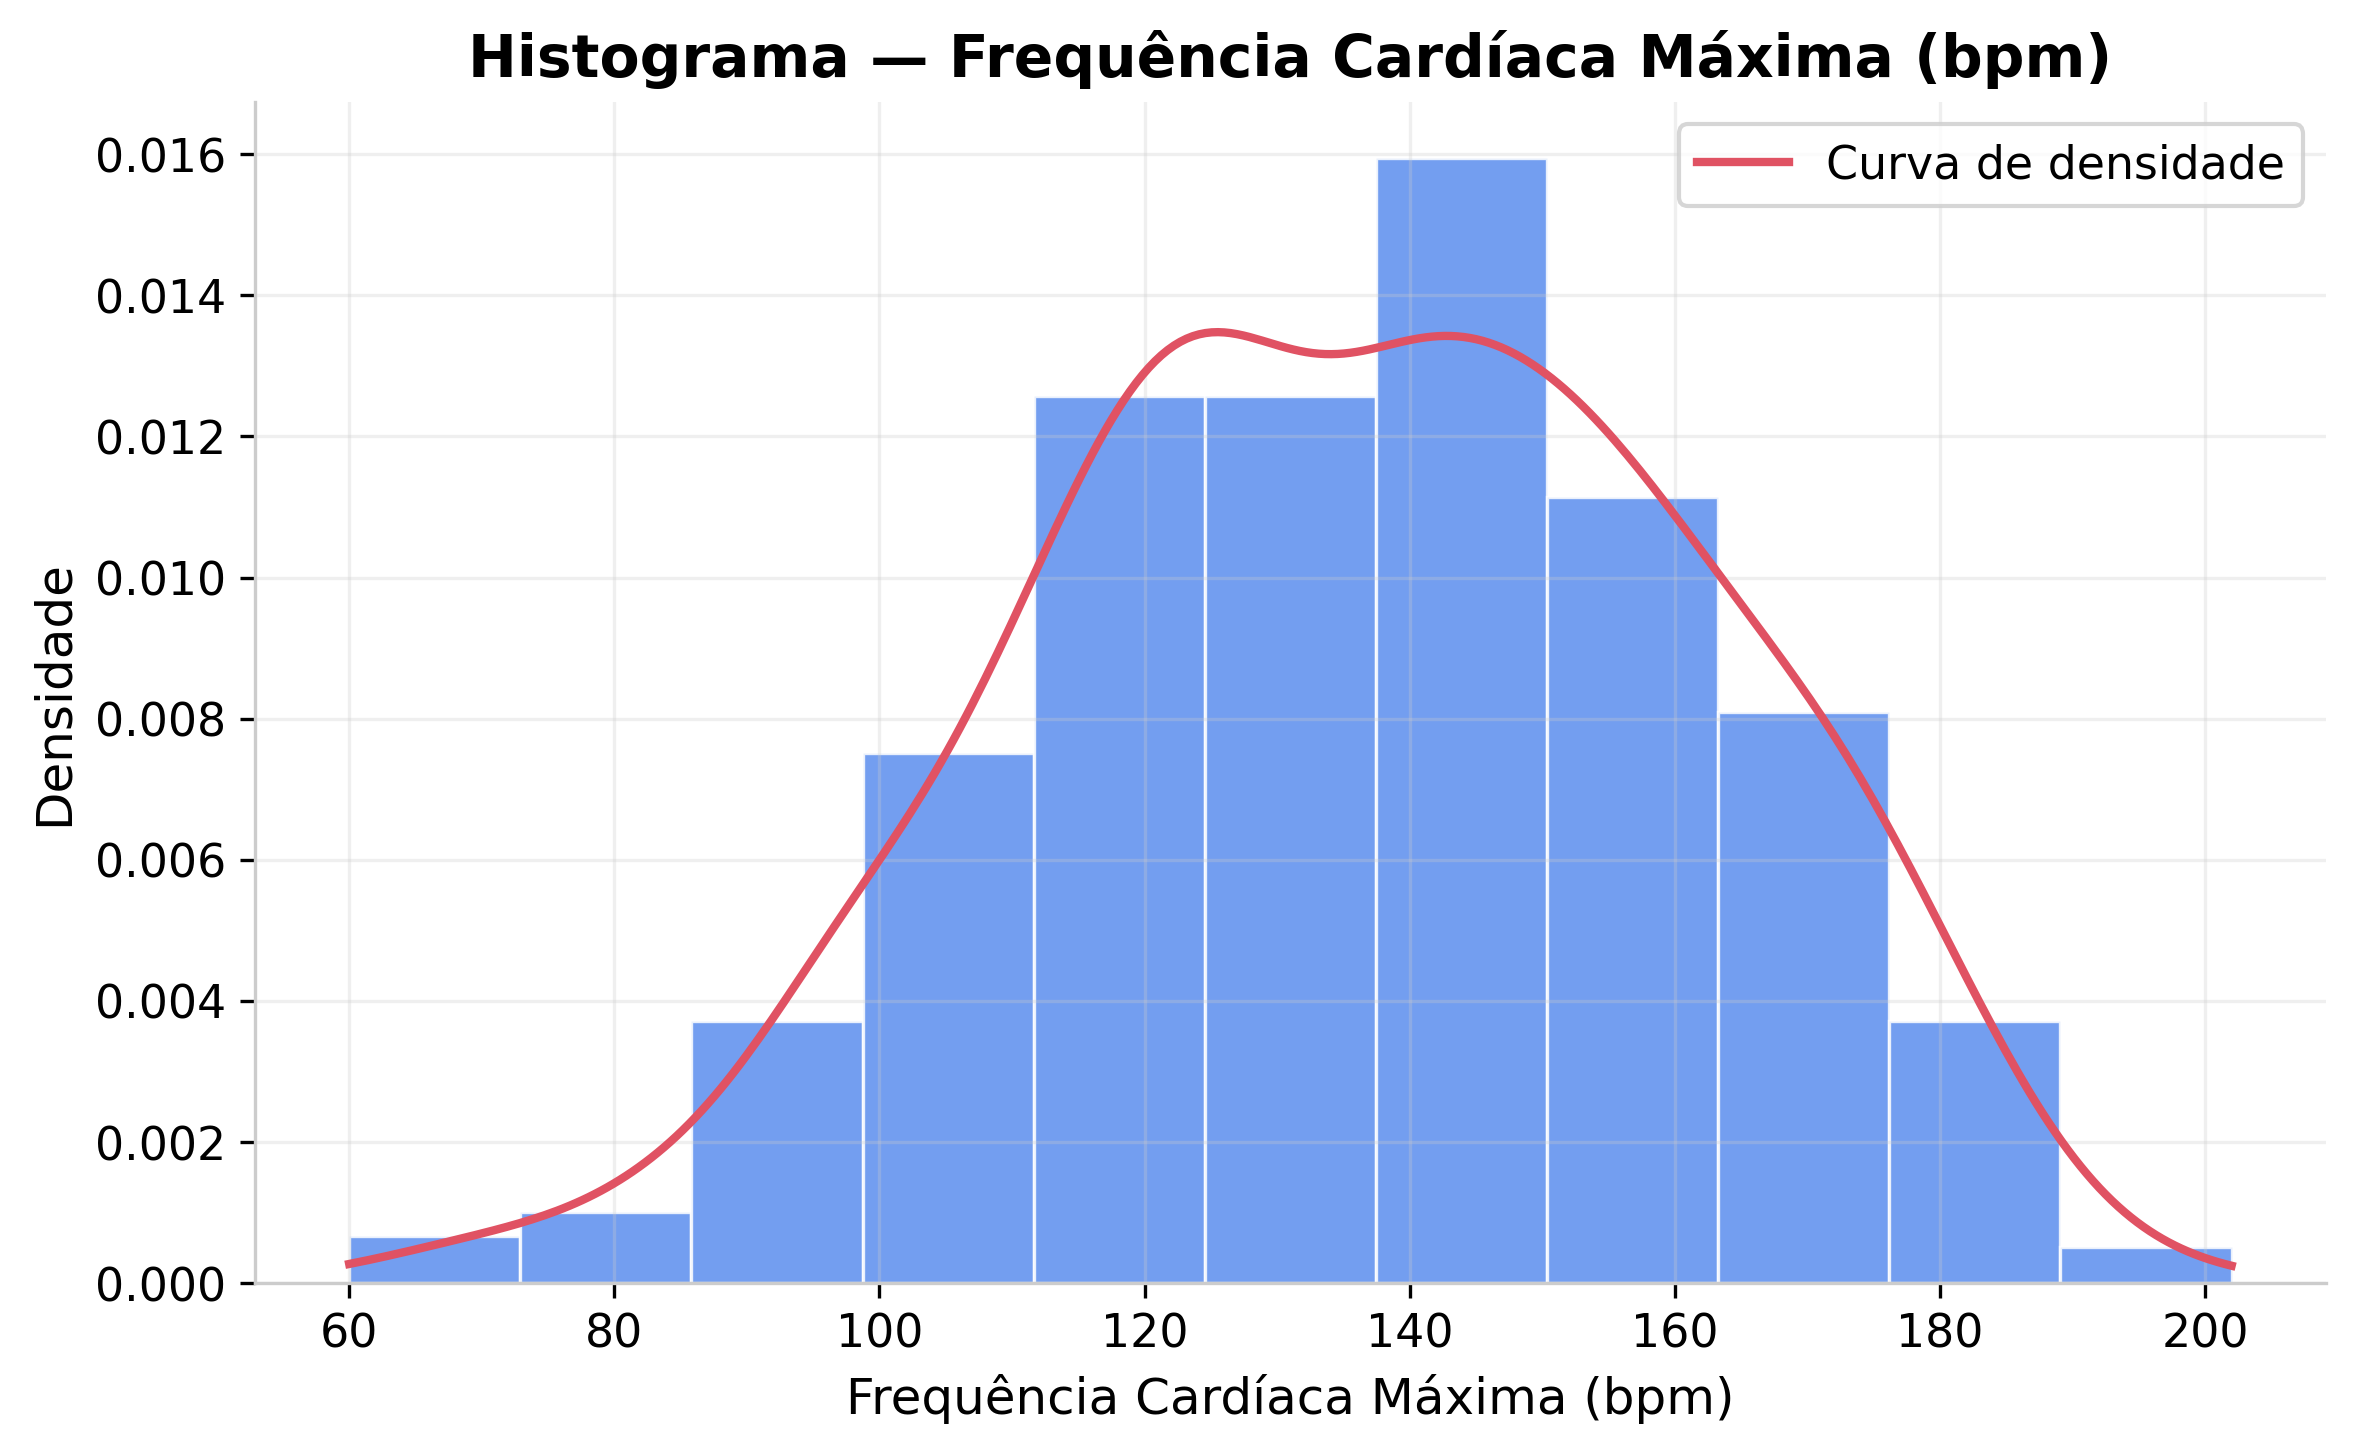 Histograma — Frequência Cardíaca Máxima (bpm)
Curva de densidade
Densidade
0.016
0.014
0.012
0.010
0.008
0.006
0.004
0.002
0.000
60 80 100 120 140 160 180 200
Frequência Cardíaca Máxima (bpm)